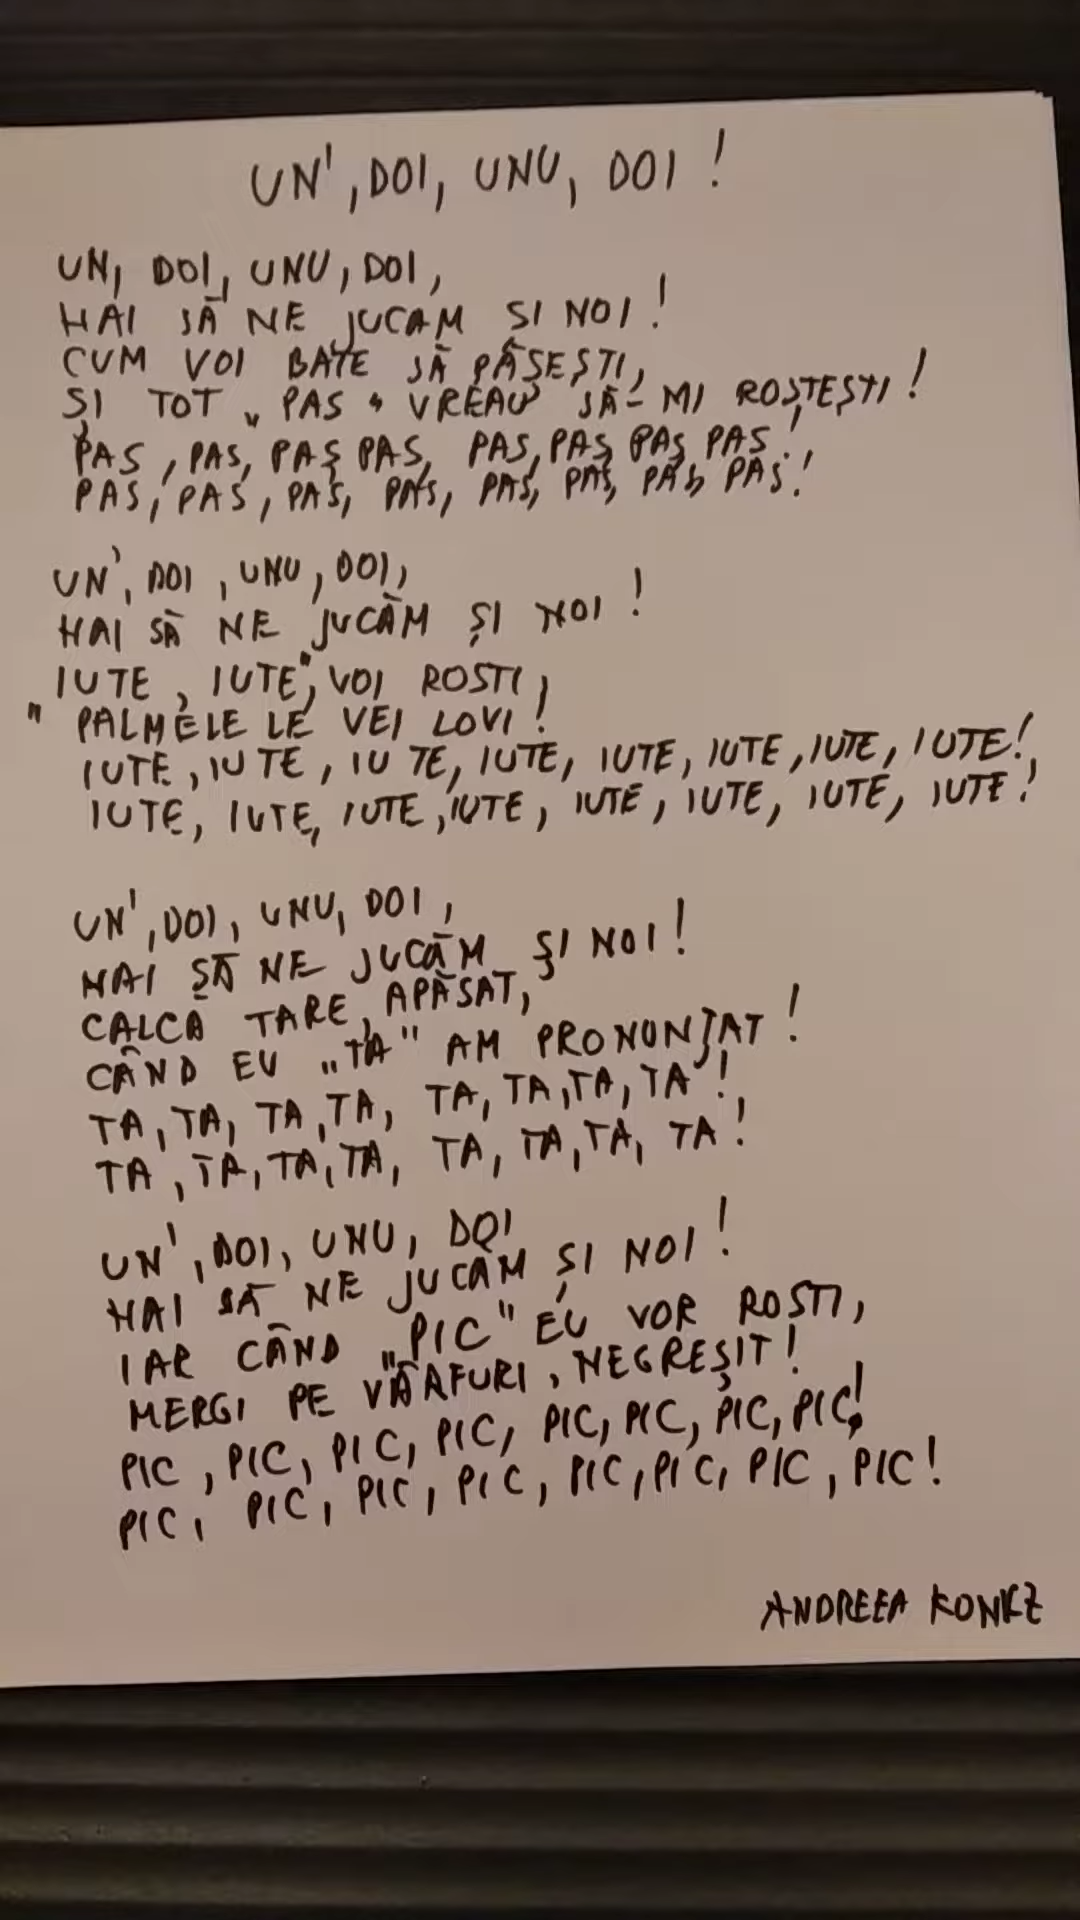 UN', DOI, UNU, DOI !
UN, DOI, UNU, DOI,
HAI SĂ NE JUCAM ȘI NOI !
CUM VOI BATE SĂ PĂȘEȘTI,
ȘI TOT „ PAS " VREAU SĂ-MI ROSTEȘTI !
PAS, PAS, PAS, PAS, PAS, PAS, PAS, PAS !
PAS, PAS, PAS, PAS, PAS, PAS, PAS, PAS !
UN', DOI, UNU, DOI,
HAI SĂ NE JUCĂM ȘI NOI !
IUTE, IUTE", VOI ROSTI,
" PALMELE LE VEI LOVI !
IUTE, IUTE, IUTE, IUTE, IUTE, IUTE, IUTE, IUTE !
IUTE, IUTE, IUTE, IUTE, IUTE, IUTE, IUTE, IUTE !
UN', DOI, UNU, DOI,
HAI SĂ NE JUCĂM ȘI NOI !
CALCĂ TARE, APĂSAT,
CÂND EU „TA" AM PRONUNȚAT !
TA, TA, TA, TA, TA, TA, TA, TA !
TA, TA, TA, TA, TA, TA, TA, TA !
UN', DOI, UNU, DOI
HAI SĂ NE JUCĂM ȘI NOI !
IAR CÂND „PIC" EU VOR ROSTI,
MERGI PE VÂAFURI, NEGREȘIT !
PIC, PIC, PIC, PIC, PIC, PIC, PIC, PIC !
PIC, PIC, PIC, PIC, PIC, PIC, PIC, PIC !
ANDREEA